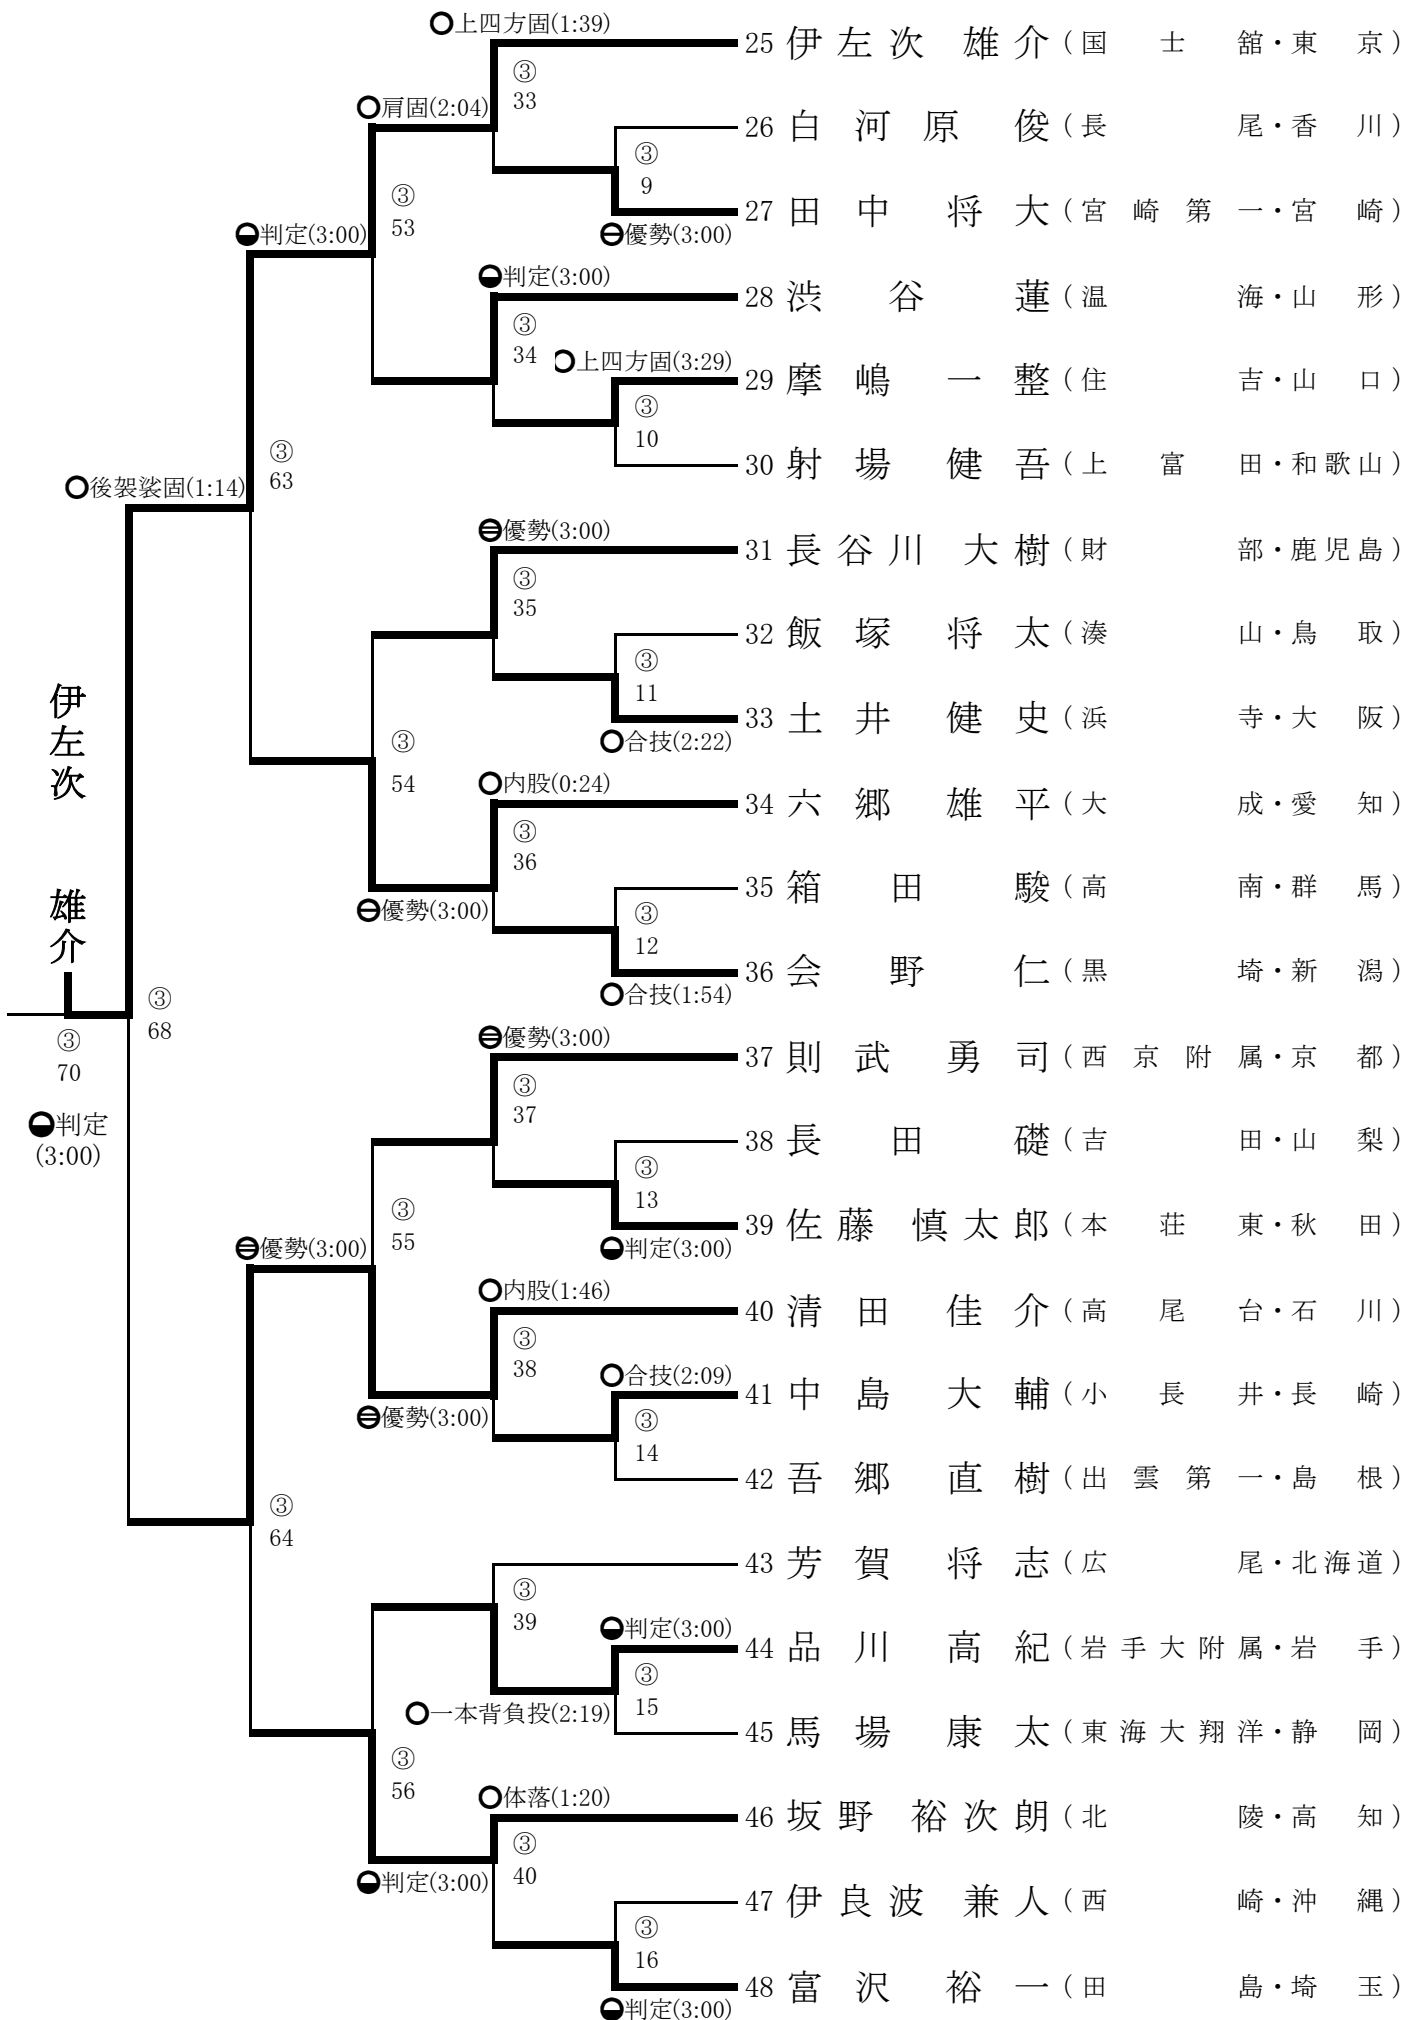 ○上四方固(1:39)
25 伊左次 雄介（国士舘・東京）
③
33
○肩固(2:04)
26 白河原 俊（長尾・香川）
③
9
27 田中 将大（宮崎第一・宮崎）
優勢(3:00)
③
53
判定(3:00)
判定(3:00)
28 渋谷 蓮（温海・山形）
③
34
○上四方固(3:29)
29 摩嶋 一整（住吉・山口）
③
10
30 射場 健吾（上富田・和歌山）
③
63
○後袈裟固(1:14)
優勢(3:00)
31 長谷川 大樹（財部・鹿児島）
③
35
32 飯塚 将太（湊山・鳥取）
③
11
33 土井 健史（浜寺・大阪）
○合技(2:22)
③
54
○内股(0:24)
34 六郷 雄平（大成・愛知）
③
36
35 箱田 駿（高南・群馬）
優勢(3:00)
③
12
36 会野 仁（黒埼・新潟）
○合技(1:54)
伊左次 雄介
③
68
③
70
判定
(3:00)
優勢(3:00)
37 則武 勇司（西京附属・京都）
③
37
38 長田 礎（吉田・山梨）
③
13
39 佐藤 慎太郎（本荘東・秋田）
判定(3:00)
③
55
優勢(3:00)
○内股(1:46)
40 清田 佳介（高尾台・石川）
③
38
○合技(2:09)
41 中島 大輔（小長井・長崎）
優勢(3:00)
③
14
42 吾郷 直樹（出雲第一・島根）
③
64
43 芳賀 将志（広尾・北海道）
③
39
判定(3:00)
44 品川 高紀（岩手大附属・岩手）
③
15
○一本背負投(2:19)
45 馬場 康太（東海大翔洋・静岡）
③
56
○体落(1:20)
46 坂野 裕次朗（北陵・高知）
③
40
判定(3:00)
47 伊良波 兼人（西崎・沖縄）
③
16
48 富沢 裕一（田島・埼玉）
判定(3:00)